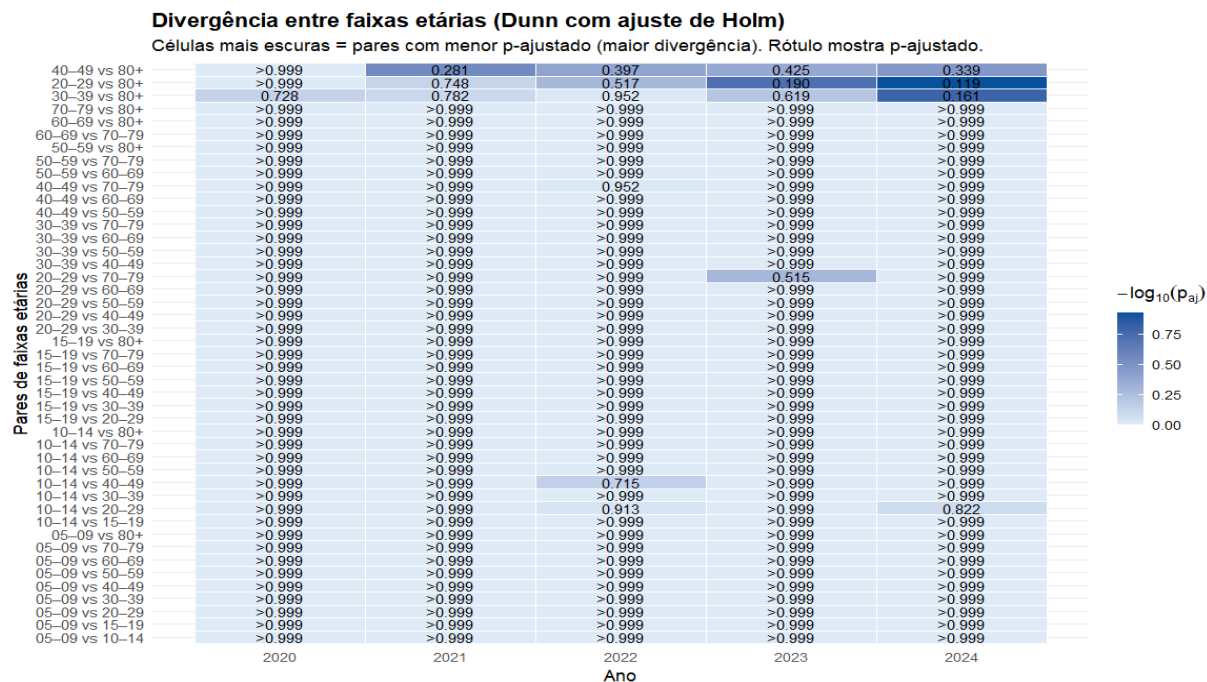 Divergência entre faixas etárias (Dunn com ajuste de Holm)
Células mais escuras = pares com menor p-ajustado (maior divergência). Rótulo mostra p-ajustado.
Pares de faixas etárias
40–49 vs 80+ >0.999 0.281 0.397 0.425 0.339
20–29 vs 80+ >0.999 0.748 0.517 0.190 0.119
30–39 vs 80+ 0.728 0.782 0.952 0.619 0.161
70–79 vs 80+ >0.999 >0.999 >0.999 >0.999 >0.999
60–69 vs 80+ >0.999 >0.999 >0.999 >0.999 >0.999
60–69 vs 70–79 >0.999 >0.999 >0.999 >0.999 >0.999
50–59 vs 80+ >0.999 >0.999 >0.999 >0.999 >0.999
50–59 vs 70–79 >0.999 >0.999 >0.999 >0.999 >0.999
50–59 vs 60–69 >0.999 >0.999 >0.999 >0.999 >0.999
40–49 vs 70–79 >0.999 >0.999 0.952 >0.999 >0.999
40–49 vs 60–69 >0.999 >0.999 >0.999 >0.999 >0.999
40–49 vs 50–59 >0.999 >0.999 >0.999 >0.999 >0.999
30–39 vs 70–79 >0.999 >0.999 >0.999 >0.999 >0.999
30–39 vs 60–69 >0.999 >0.999 >0.999 >0.999 >0.999
30–39 vs 50–59 >0.999 >0.999 >0.999 >0.999 >0.999
30–39 vs 40–49 >0.999 >0.999 >0.999 >0.999 >0.999
20–29 vs 70–79 >0.999 >0.999 >0.999 0.515 >0.999
20–29 vs 60–69 >0.999 >0.999 >0.999 >0.999 >0.999
20–29 vs 50–59 >0.999 >0.999 >0.999 >0.999 >0.999
20–29 vs 40–49 >0.999 >0.999 >0.999 >0.999 >0.999
20–29 vs 30–39 >0.999 >0.999 >0.999 >0.999 >0.999
15–19 vs 80+ >0.999 >0.999 >0.999 >0.999 >0.999
15–19 vs 70–79 >0.999 >0.999 >0.999 >0.999 >0.999
15–19 vs 60–69 >0.999 >0.999 >0.999 >0.999 >0.999
15–19 vs 50–59 >0.999 >0.999 >0.999 >0.999 >0.999
15–19 vs 40–49 >0.999 >0.999 >0.999 >0.999 >0.999
15–19 vs 30–39 >0.999 >0.999 >0.999 >0.999 >0.999
15–19 vs 20–29 >0.999 >0.999 >0.999 >0.999 >0.999
10–14 vs 80+ >0.999 >0.999 >0.999 >0.999 >0.999
10–14 vs 70–79 >0.999 >0.999 >0.999 >0.999 >0.999
10–14 vs 60–69 >0.999 >0.999 >0.999 >0.999 >0.999
10–14 vs 50–59 >0.999 >0.999 >0.999 >0.999 >0.999
10–14 vs 40–49 >0.999 >0.999 0.715 >0.999 >0.999
10–14 vs 30–39 >0.999 >0.999 >0.999 >0.999 >0.999
10–14 vs 20–29 >0.999 >0.999 0.913 >0.999 0.822
10–14 vs 15–19 >0.999 >0.999 >0.999 >0.999 >0.999
05–09 vs 80+ >0.999 >0.999 >0.999 >0.999 >0.999
05–09 vs 70–79 >0.999 >0.999 >0.999 >0.999 >0.999
05–09 vs 60–69 >0.999 >0.999 >0.999 >0.999 >0.999
05–09 vs 50–59 >0.999 >0.999 >0.999 >0.999 >0.999
05–09 vs 40–49 >0.999 >0.999 >0.999 >0.999 >0.999
05–09 vs 30–39 >0.999 >0.999 >0.999 >0.999 >0.999
05–09 vs 20–29 >0.999 >0.999 >0.999 >0.999 >0.999
05–09 vs 15–19 >0.999 >0.999 >0.999 >0.999 >0.999
05–09 vs 10–14 >0.999 >0.999 >0.999 >0.999 >0.999
2020 2021 2022 2023 2024
Ano
−log10(paj)
0.75
0.50
0.25
0.00